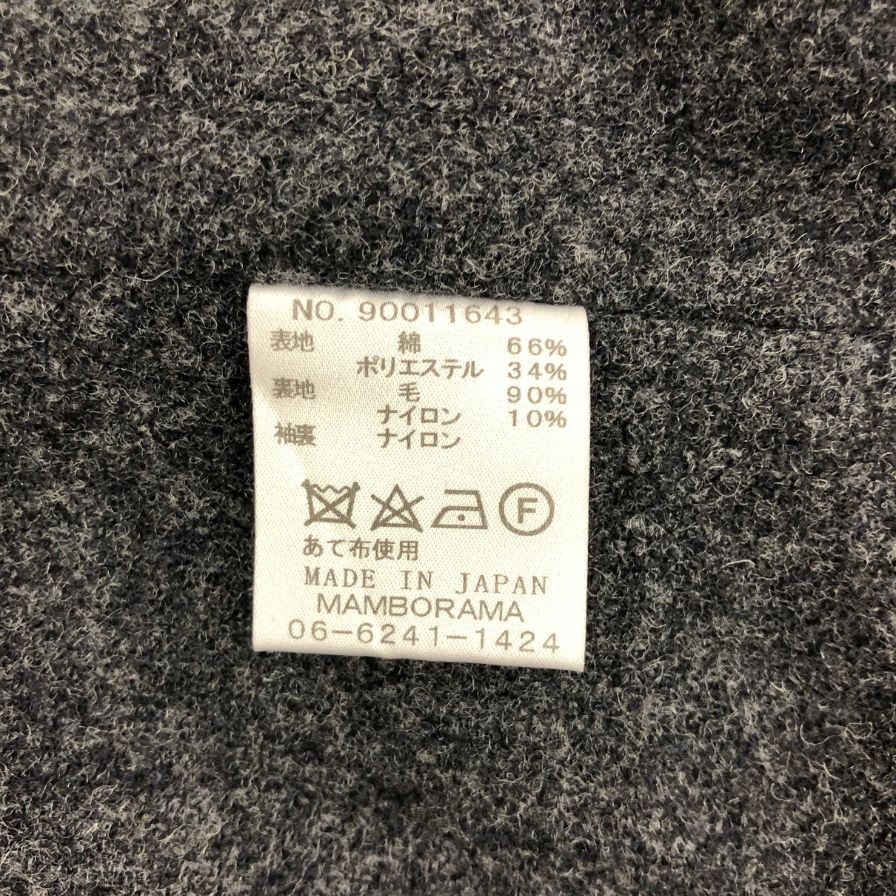 NO. 90011643
表地 綿 66%
ポリエステル 34%
裏地 毛 90%
ナイロン 10%
袖裏 ナイロン
F
あて布使用
MADE IN JAPAN
MAMBORAMA
06-6241-1424